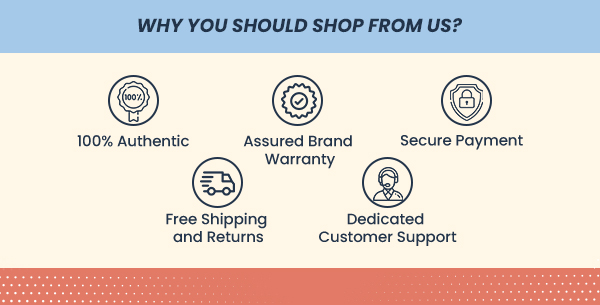 WHY YOU SHOULD SHOP FROM US?
100%
100% Authentic
Assured Brand
Warranty
Secure Payment
Free Shipping
and Returns
Dedicated
Customer Support